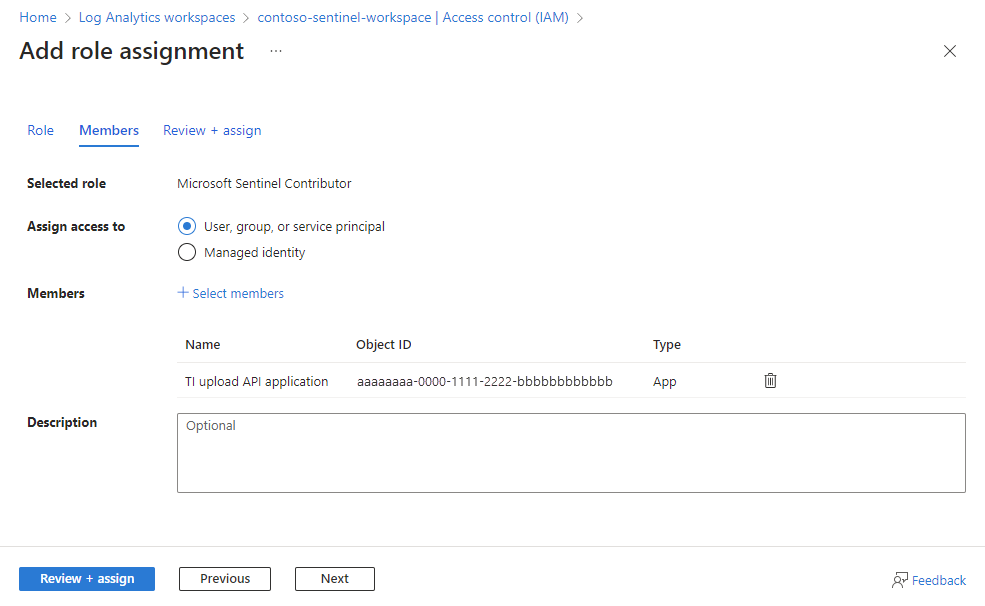 Home > Log Analytics workspaces > contoso-sentinel-workspace | Access control (IAM) >
Add role assignment ...
Role Members Review + assign
Selected role Microsoft Sentinel Contributor
Assign access to User, group, or service principal
Managed identity
Members + Select members
Name Object ID Type
TI upload API application aaaaaaaa-0000-1111-2222-bbbbbbbbbbbb App
Description Optional
Review + assign Previous Next Feedback